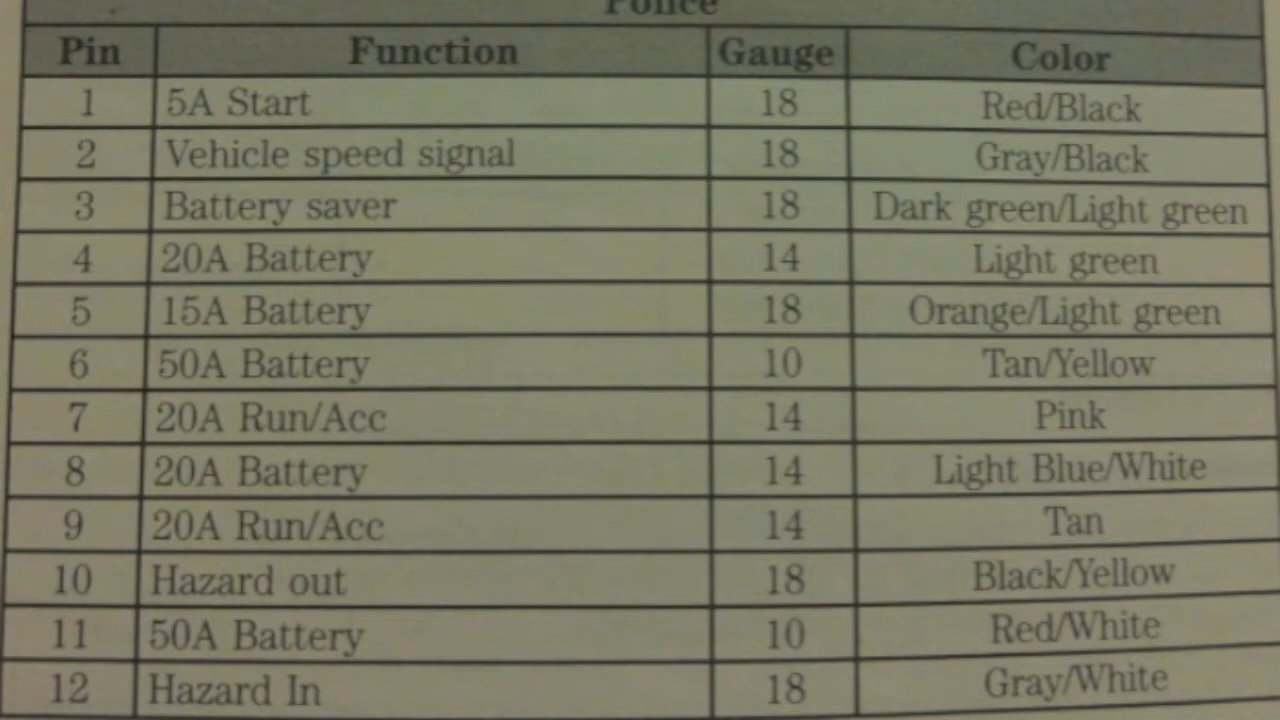 Police
Pin Function Gauge Color
1 5A Start 18 Red/Black
2 Vehicle speed signal 18 Gray/Black
3 Battery saver 18 Dark green/Light green
4 20A Battery 14 Light green
5 15A Battery 18 Orange/Light green
6 50A Battery 10 Tan/Yellow
7 20A Run/Acc 14 Pink
8 20A Battery 14 Light Blue/White
9 20A Run/Acc 14 Tan
10 Hazard out 18 Black/Yellow
11 50A Battery 10 Red/White
12 Hazard In 18 Gray/White